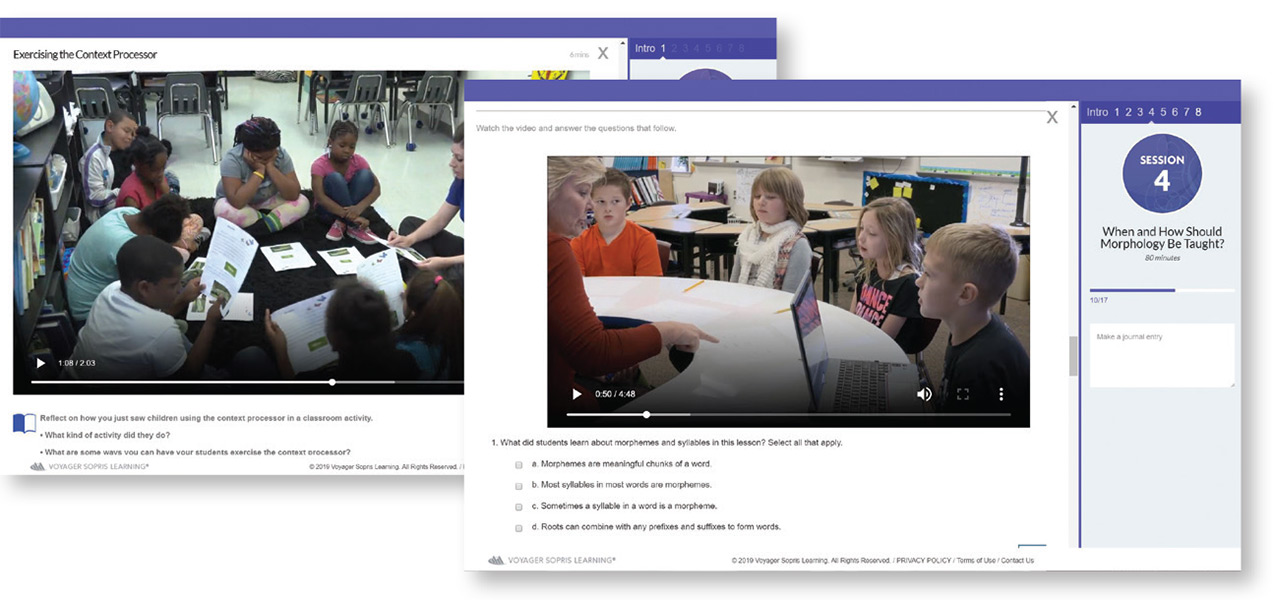 Exercising the Context Processor
6 mins X
Intro 1 2 3 4 5 6 7 8
1:08 / 2:03
Reflect on how you just saw children using the context processor in a classroom activity.
• What kind of activity did they do?
• What are some ways you can have your students exercise the context processor?
VOYAGER SOPRIS LEARNING®
© 2019 Voyager Sopris Learning. All Rights Reserved. /
X
Watch the video and answer the questions that follow.
0:50 / 4:48
1. What did students learn about morphemes and syllables in this lesson? Select all that apply.
a. Morphemes are meaningful chunks of a word.
b. Most syllables in most words are morphemes.
c. Sometimes a syllable in a word is a morpheme.
d. Roots can combine with any prefixes and suffixes to form words.
VOYAGER SOPRIS LEARNING®
© 2019 Voyager Sopris Learning. All Rights Reserved. / PRIVACY POLICY / Terms of Use / Contact Us
Intro 1 2 3 4 5 6 7 8
SESSION
4
When and How Should
Morphology Be Taught?
80 minutes
10/17
Make a journal entry